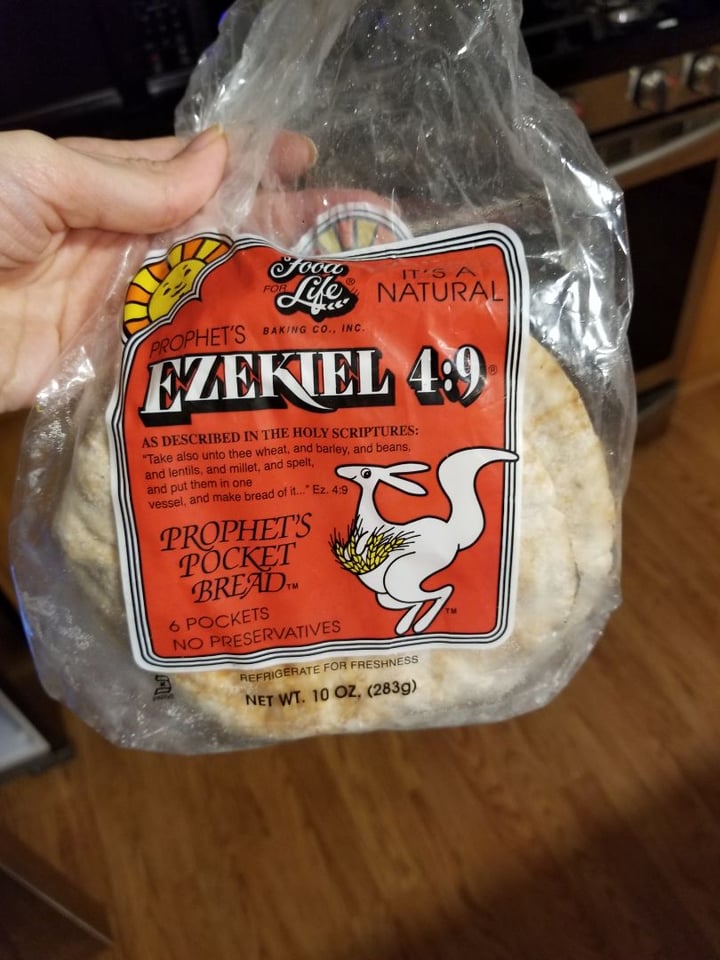 Food
FOR Life®
BAKING CO., INC.
IT'S A
NATURAL
PROPHET'S
EZEKIEL 4:9®
AS DESCRIBED IN THE HOLY SCRIPTURES:
"Take also unto thee wheat, and barley, and beans,
and lentils, and millet, and spelt,
and put them in one
vessel, and make bread of it..." Ez. 4:9
PROPHET'S
POCKET
BREAD™
TM
6 POCKETS
NO PRESERVATIVES
REFRIGERATE FOR FRESHNESS
NET WT. 10 OZ. (283g)